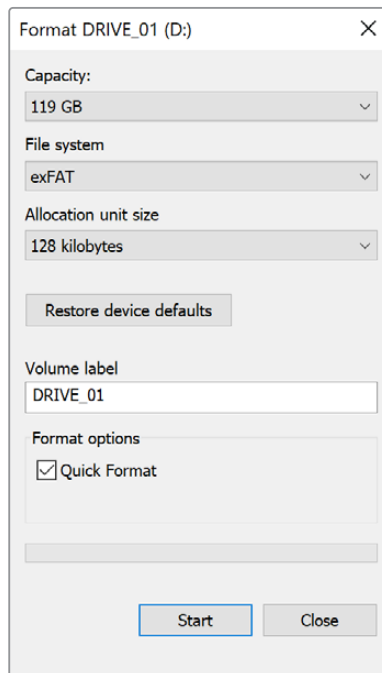 Format DRIVE_01 (D:)
Capacity:
119 GB
File system
exFAT
Allocation unit size
128 kilobytes
Restore device defaults
Volume label
DRIVE_01
Format options
Quick Format
Start Close